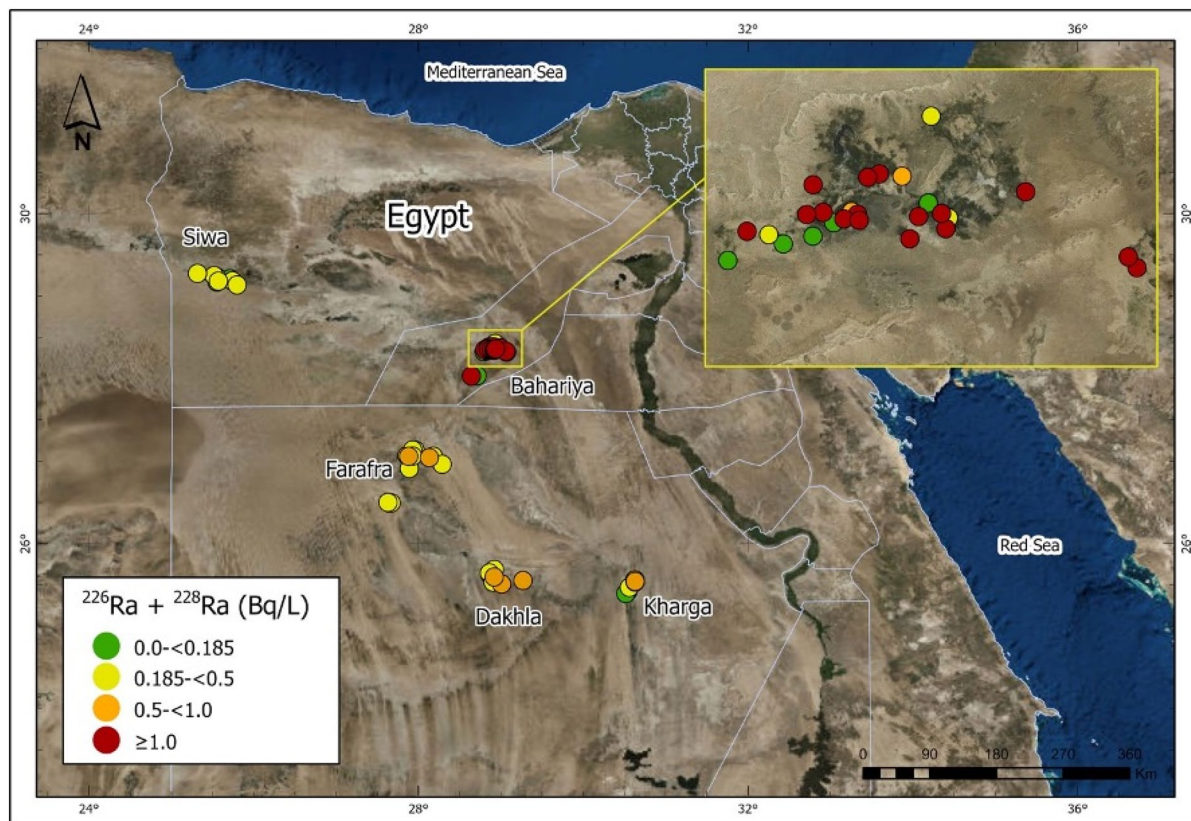 24°
28°
32°
36°
Mediterranean Sea
N
Egypt
30°
30°
Siwa
Bahariya
Farafra
26°
Red Sea
26°
²²⁶Ra + ²²⁸Ra (Bq/L)
0.0-<0.185
0.185-<0.5
0.5-<1.0
≥1.0
Dakhla
Kharga
0 90 180 270 360
Km
24°
28°
32°
36°